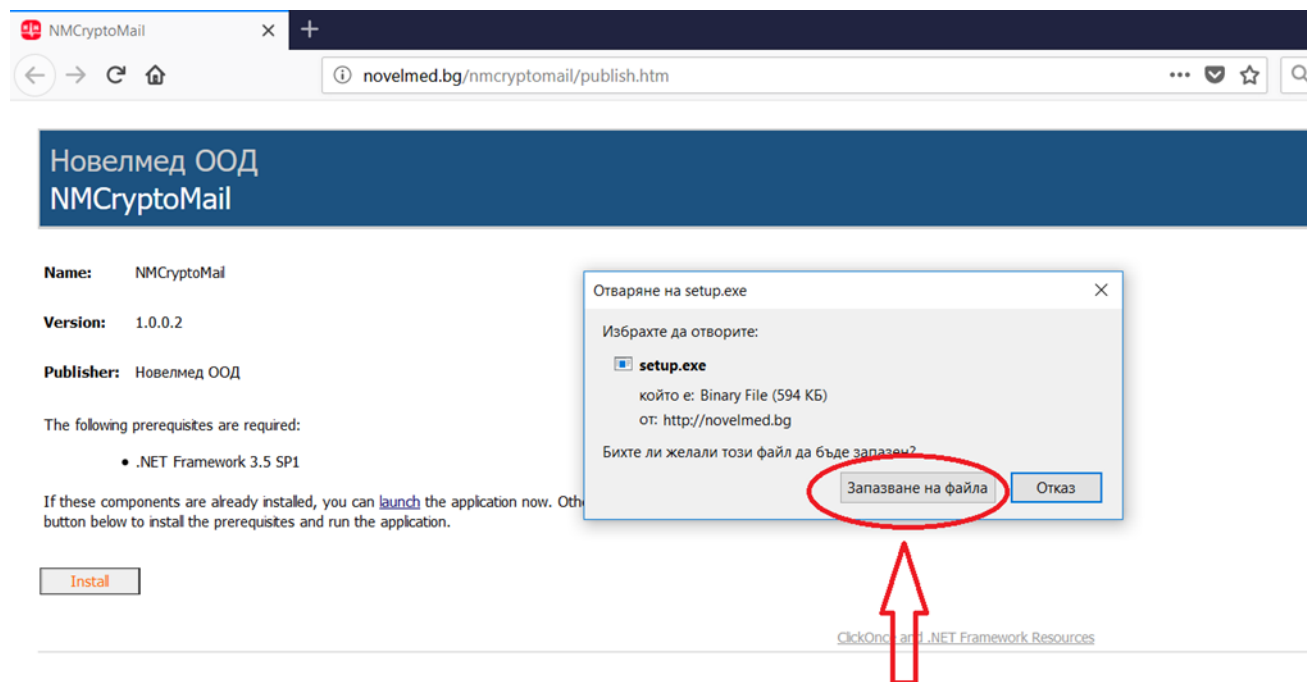 NMCryptoMail
novelmed.bg/nmcryptomail/publish.htm
Новелмед ООД
NMCryptoMail
Name: NMCryptoMail
Version: 1.0.0.2
Publisher: Новелмед ООД
The following prerequisites are required:
• .NET Framework 3.5 SP1
If these components are already installed, you can launch the application now. Oth
button below to install the prerequisites and run the application.
Install
Отваряне на setup.exe
Избрахте да отворите:
setup.exe
който е: Binary File (594 КБ)
от: http://novelmed.bg
Бихте ли желали този файл да бъде запазен?
Запазване на файла
Отказ
ClickOnce and .NET Framework Resources